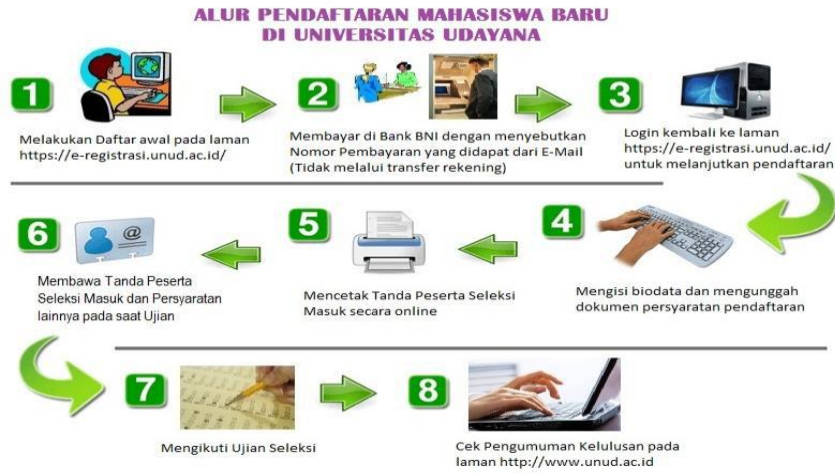 ALUR PENDAFTARAN MAHASISWA BARU
DI UNIVERSITAS UDAYANA
1
Melakukan Daftar awal pada laman
https://e-registrasi.unud.ac.id/
2
Membayar di Bank BNI dengan menyebutkan
Nomor Pembayaran yang didapat dari E-Mail
(Tidak melalui transfer rekening)
3
Login kembali ke laman
https://e-registrasi.unud.ac.id/
untuk melanjutkan pendaftaran
4
Mengisi biodata dan mengunggah
dokumen persyaratan pendaftaran
5
Mencetak Tanda Peserta Seleksi
Masuk secara online
6
@
Membawa Tanda Peserta
Seleksi Masuk dan Persyaratan
lainnya pada saat Ujian
7
Mengikuti Ujian Seleksi
8
Cek Pengumuman Kelulusan pada
laman http://www.unud.ac.id